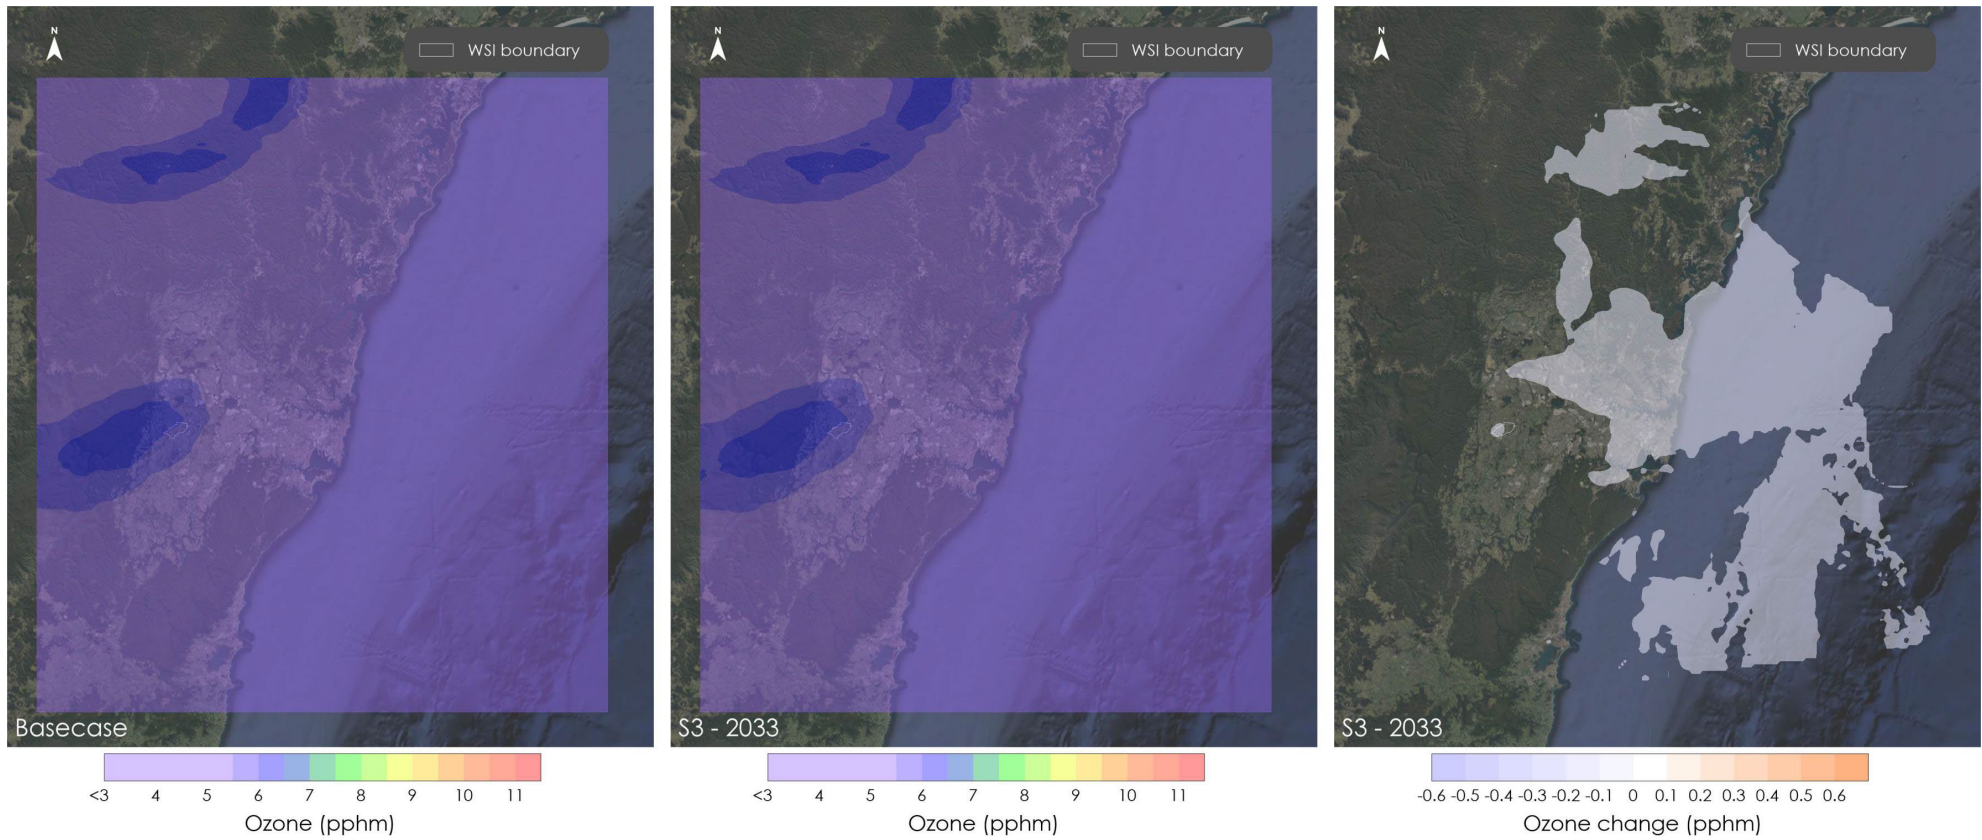 N
WSI boundary
N
WSI boundary
N
WSI boundary
Basecase
S3 - 2033
S3 - 2033
<3 4 5 6 7 8 9 10 11
Ozone (pphm)
<3 4 5 6 7 8 9 10 11
Ozone (pphm)
-0.6 -0.5 -0.4 -0.3 -0.2 -0.1 0 0.1 0.2 0.3 0.4 0.5 0.6
Ozone change (pphm)